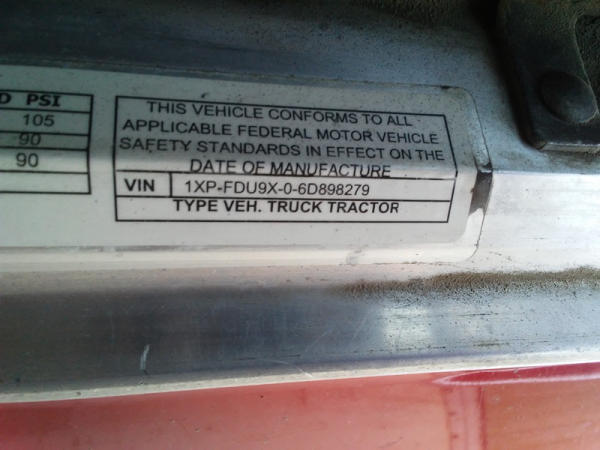 D PSI
105
90
90
THIS VEHICLE CONFORMS TO ALL
APPLICABLE FEDERAL MOTOR VEHICLE
SAFETY STANDARDS IN EFFECT ON THE
DATE OF MANUFACTURE
VIN 1XP-FDU9X-0-6D898279
TYPE VEH. TRUCK TRACTOR